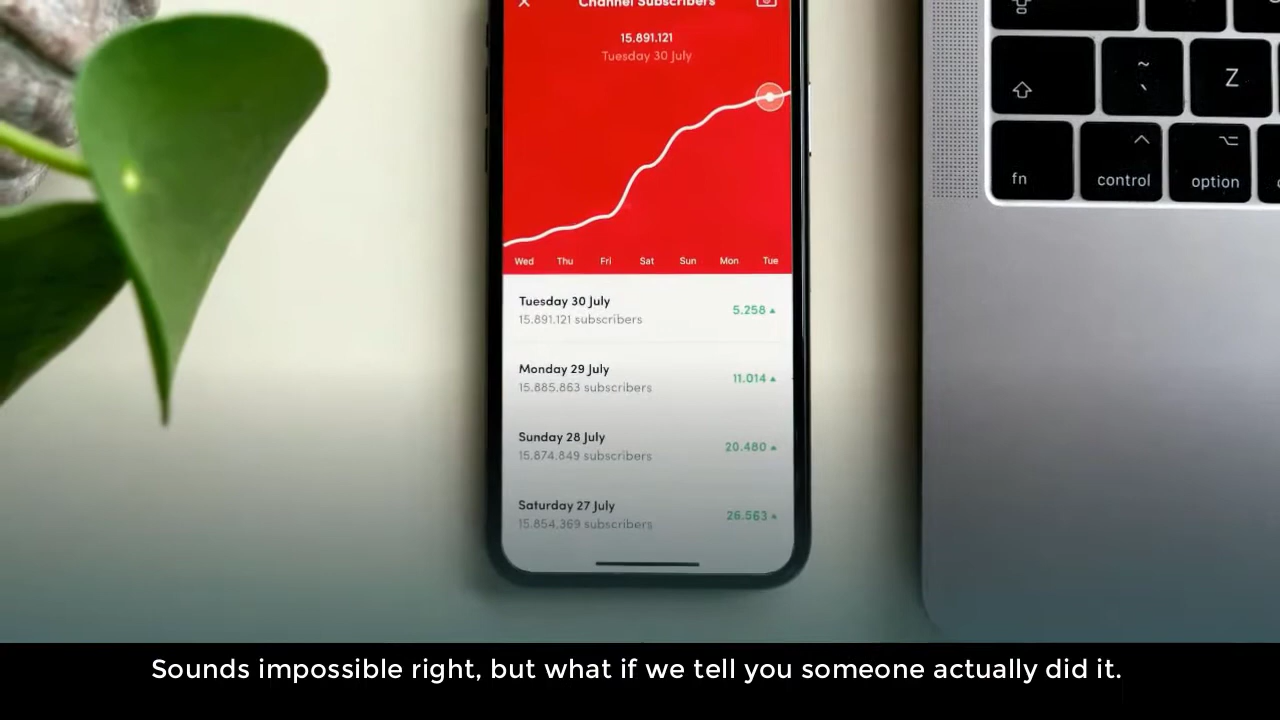 Channel Subscribers
15.891.121
Tuesday 30 July
Wed Thu Fri Sat Sun Mon Tue
Tuesday 30 July
5.258
15.891.121 subscribers
Monday 29 July
11.014
15.885.863 subscribers
Sunday 28 July
20.480
15.874.849 subscribers
Saturday 27 July
26.563
15.854.369 subscribers
~
`
Z
fn
control
option
Sounds impossible right, but what if we tell you someone actually did it.